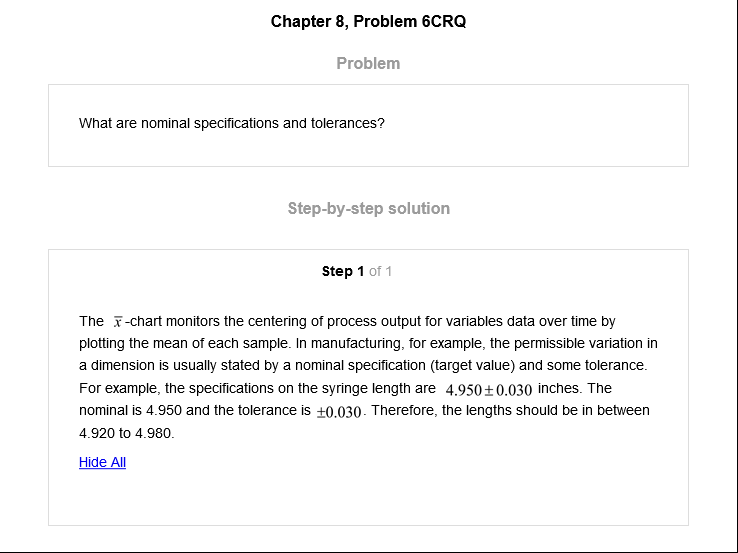 Chapter 8, Problem 6CRQ
Problem
What are nominal specifications and tolerances?
Step-by-step solution
Step 1 of 1
The x̅ -chart monitors the centering of process output for variables data over time by
plotting the mean of each sample. In manufacturing, for example, the permissible variation in
a dimension is usually stated by a nominal specification (target value) and some tolerance.
For example, the specifications on the syringe length are 4.950±0.030 inches. The
nominal is 4.950 and the tolerance is ±0.030. Therefore, the lengths should be in between
4.920 to 4.980.
Hide All